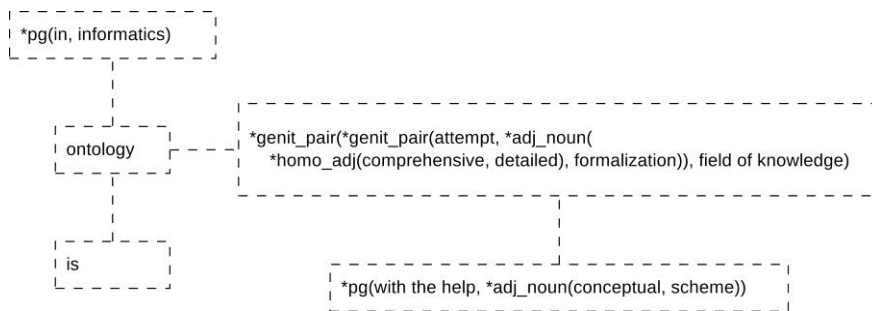 *pg(in, informatics)
ontology
*genit_pair(*genit_pair(attempt, *adj_noun(
*homo_adj(comprehensive, detailed), formalization)), field of knowledge)
is
*pg(with the help, *adj_noun(conceptual, scheme))